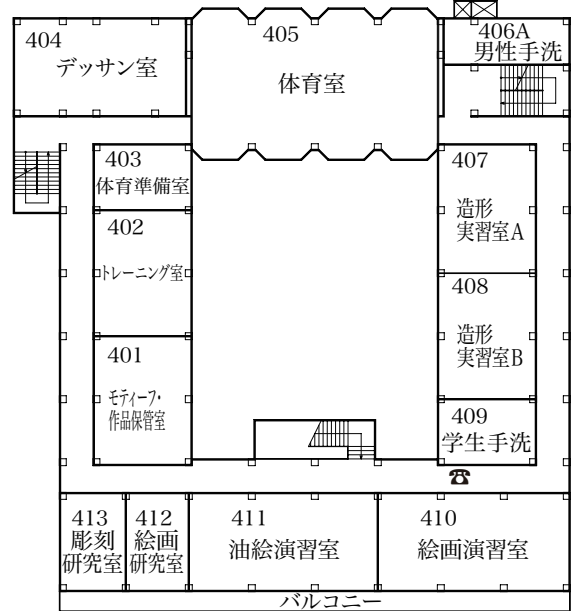 404
デッサン室
405
体育室
406A
男性手洗
403
体育準備室
402
トレーニング室
401
モティーフ・
作品保管室
407
造形
実習室A
408
造形
実習室B
409
学生手洗
413
彫刻
研究室
412
絵画
研究室
411
油絵演習室
410
絵画演習室
バルコニー